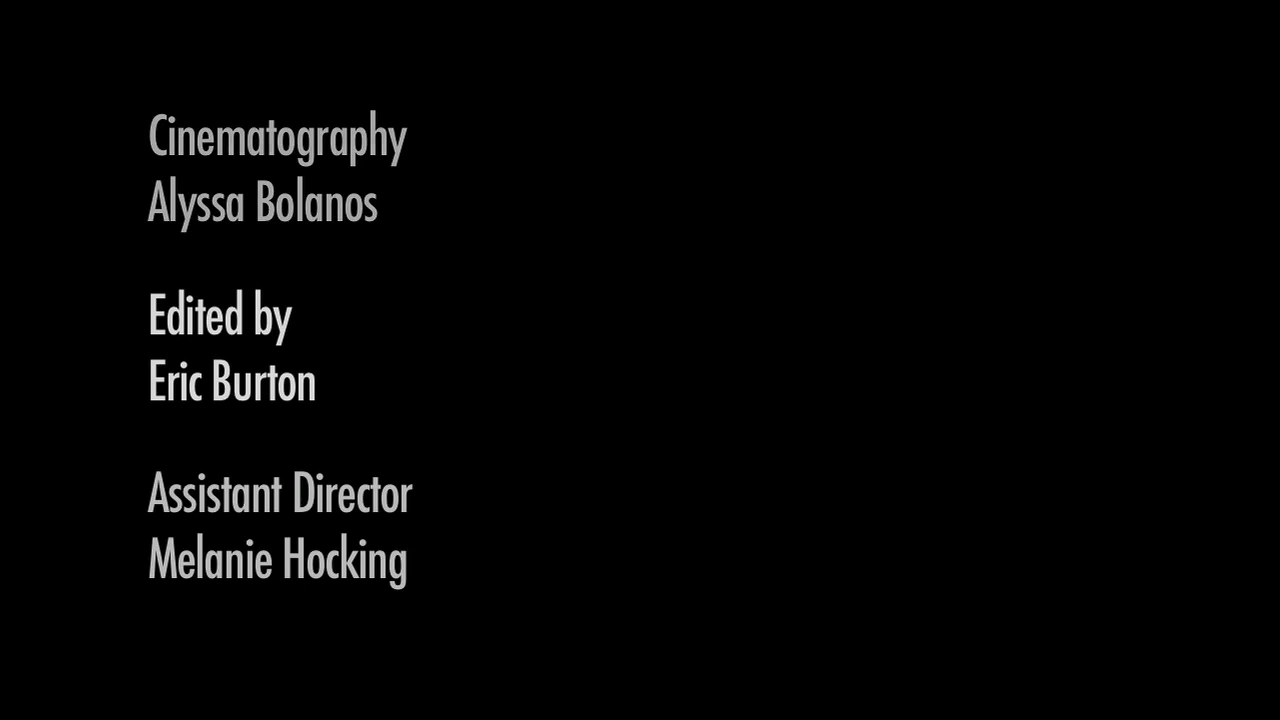 Cinematography
Alyssa Bolanos
Edited by
Eric Burton
Assistant Director
Melanie Hocking